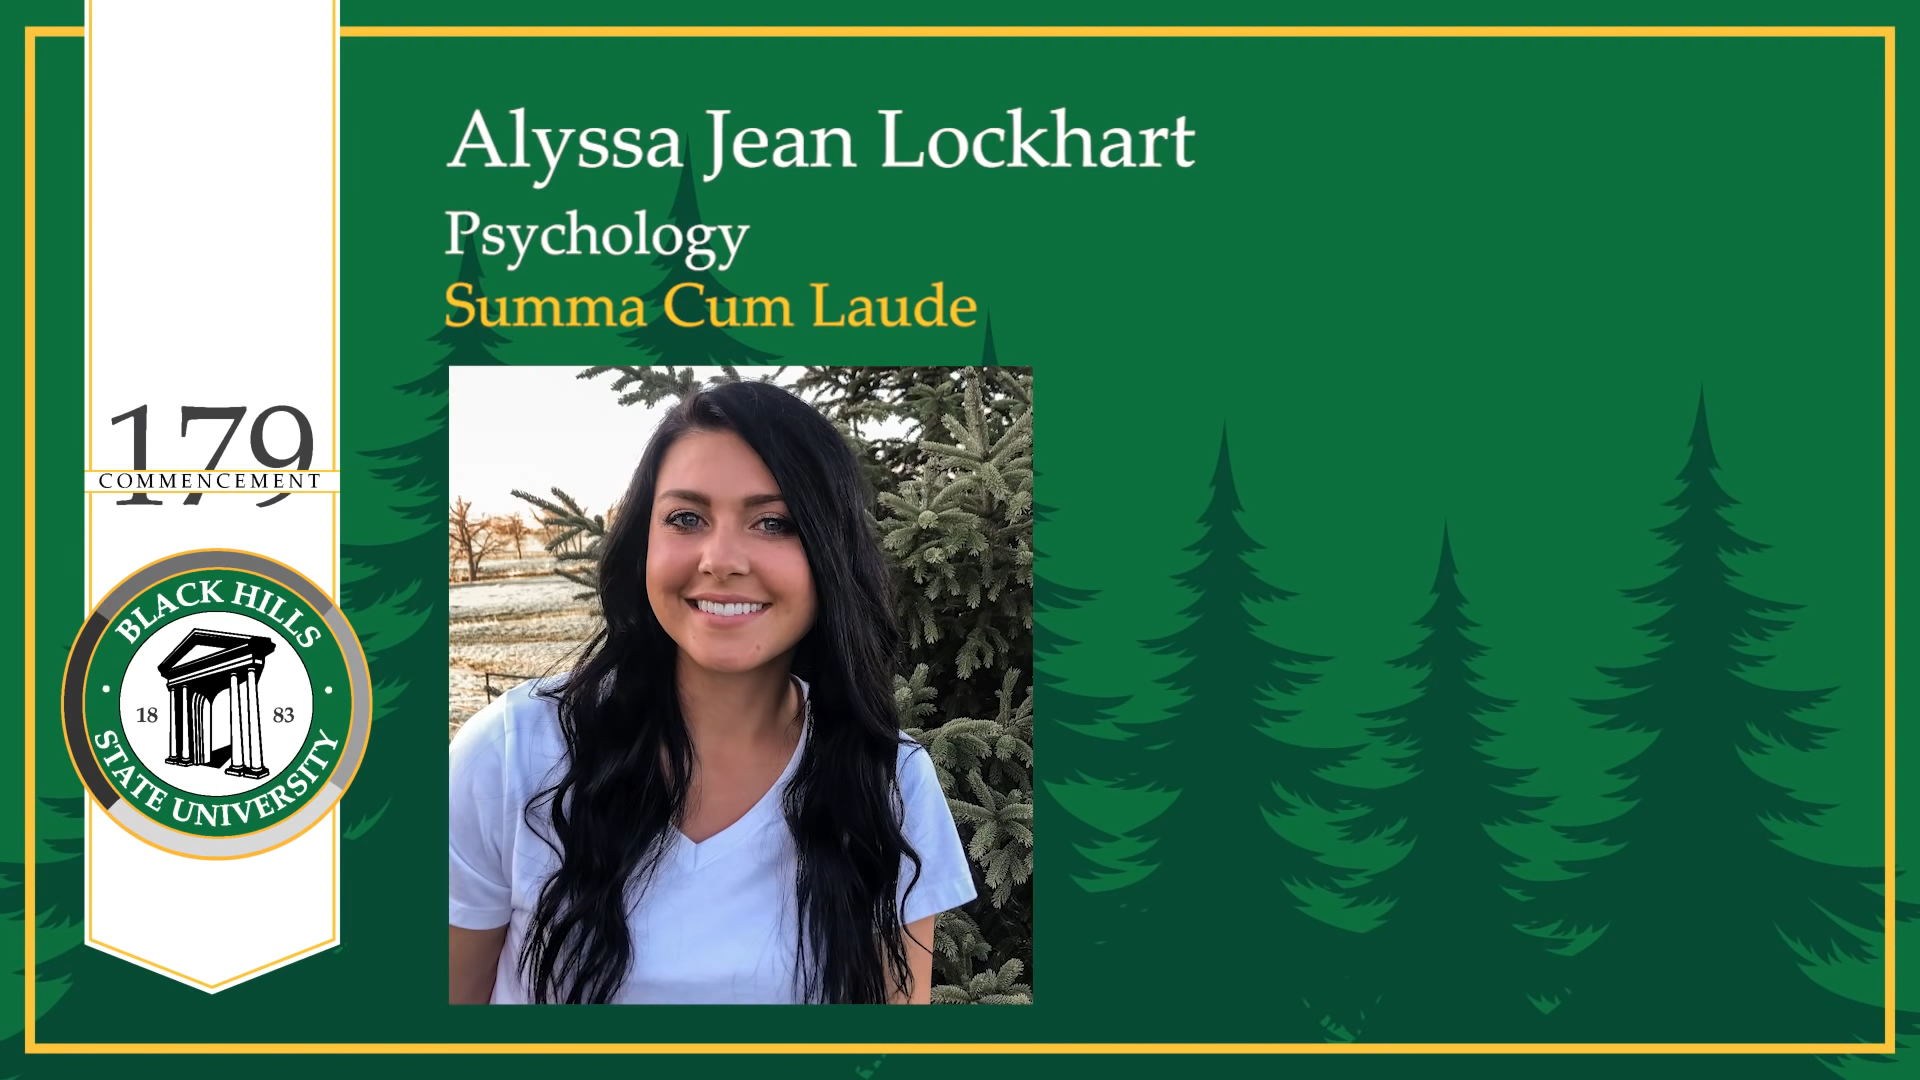 Alyssa Jean Lockhart
Psychology
Summa Cum Laude
179
COMMENCEMENT
BLACK HILLS
18 83
STATE UNIVERSITY